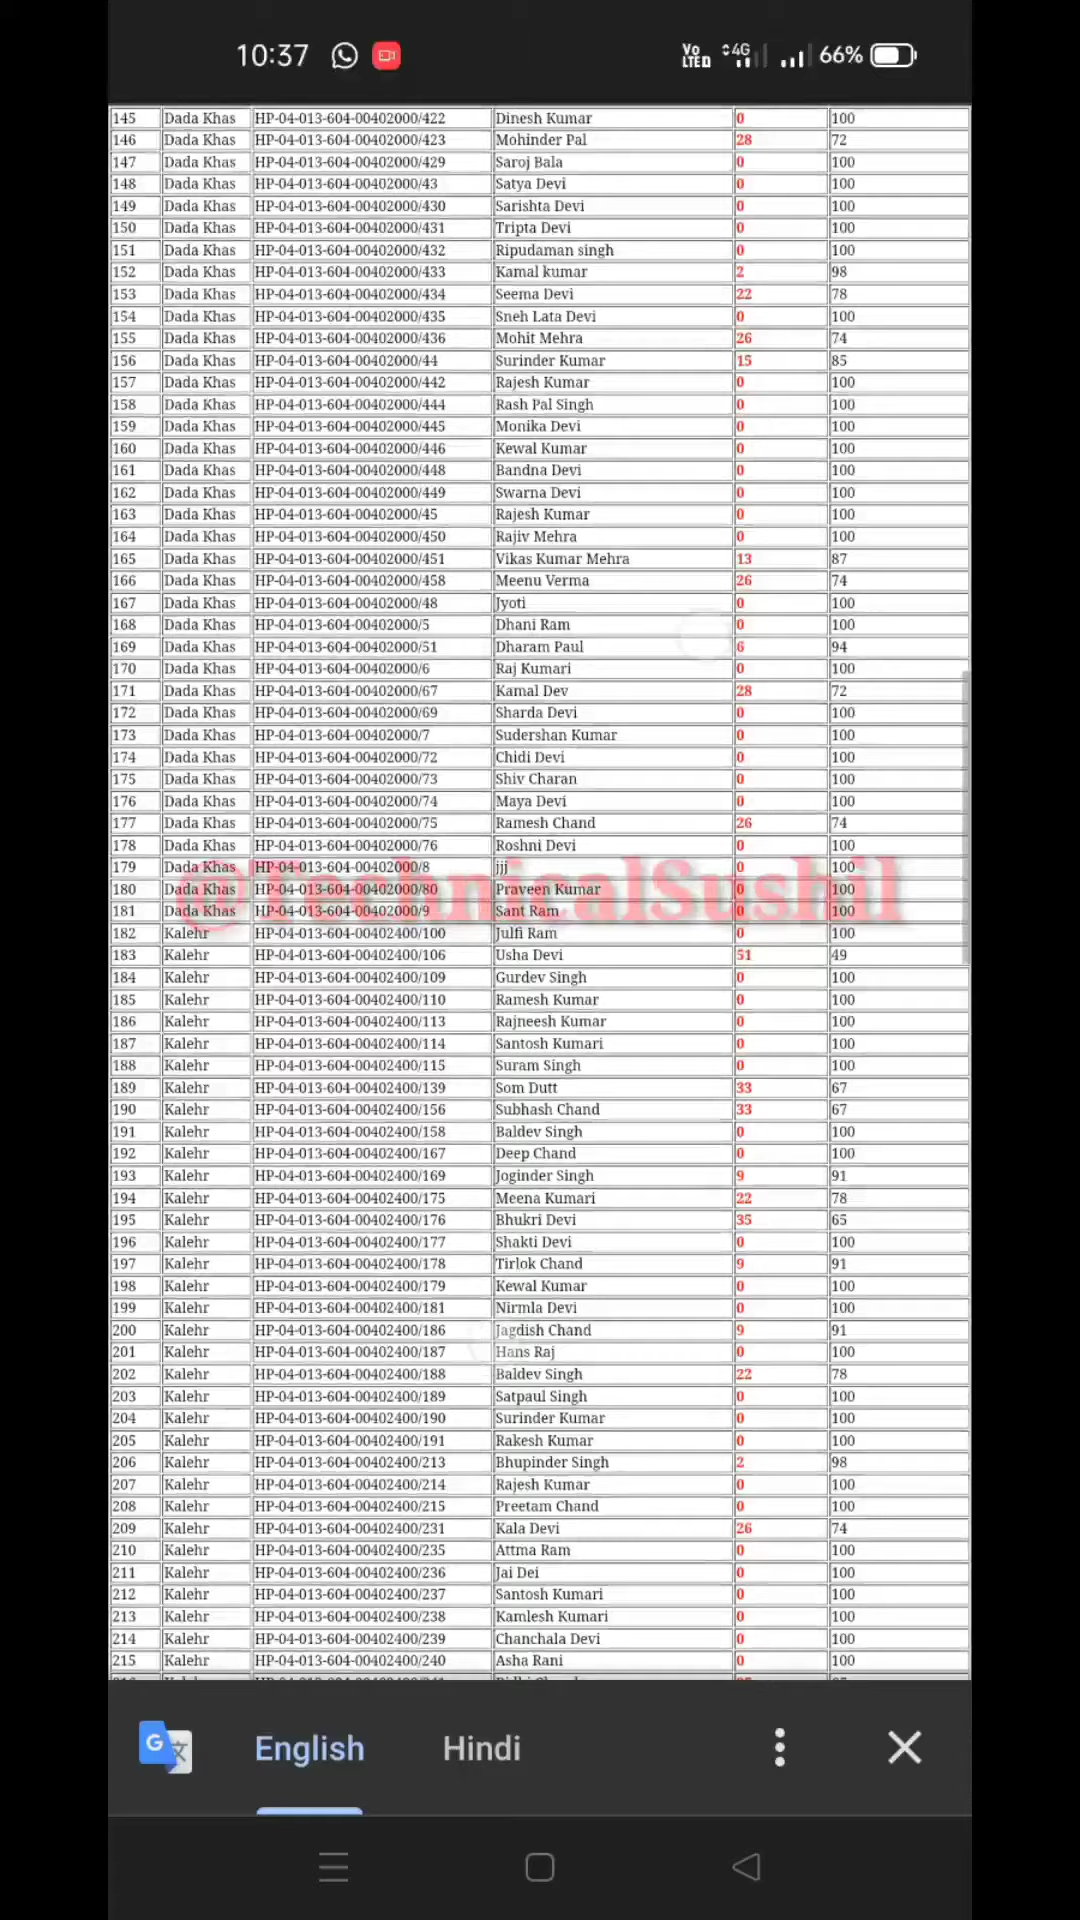 10:37 Vo LTE 4G 66%
145 Dada Khas HP-04-013-604-00402000/422 Dinesh Kumar 0 100
146 Dada Khas HP-04-013-604-00402000/423 Mohinder Pal 28 72
147 Dada Khas HP-04-013-604-00402000/429 Saroj Bala 0 100
148 Dada Khas HP-04-013-604-00402000/43 Satya Devi 0 100
149 Dada Khas HP-04-013-604-00402000/430 Sarishta Devi 0 100
150 Dada Khas HP-04-013-604-00402000/431 Tripta Devi 0 100
151 Dada Khas HP-04-013-604-00402000/432 Ripudaman singh 0 100
152 Dada Khas HP-04-013-604-00402000/433 Kamal kumar 2 98
153 Dada Khas HP-04-013-604-00402000/434 Seema Devi 22 78
154 Dada Khas HP-04-013-604-00402000/435 Sneh Lata Devi 0 100
155 Dada Khas HP-04-013-604-00402000/436 Mohit Mehra 26 74
156 Dada Khas HP-04-013-604-00402000/44 Surinder Kumar 15 85
157 Dada Khas HP-04-013-604-00402000/442 Rajesh Kumar 0 100
158 Dada Khas HP-04-013-604-00402000/444 Rash Pal Singh 0 100
159 Dada Khas HP-04-013-604-00402000/445 Monika Devi 0 100
160 Dada Khas HP-04-013-604-00402000/446 Kewal Kumar 0 100
161 Dada Khas HP-04-013-604-00402000/448 Bandna Devi 0 100
162 Dada Khas HP-04-013-604-00402000/449 Swarna Devi 0 100
163 Dada Khas HP-04-013-604-00402000/45 Rajesh Kumar 0 100
164 Dada Khas HP-04-013-604-00402000/450 Rajiv Mehra 0 100
165 Dada Khas HP-04-013-604-00402000/451 Vikas Kumar Mehra 13 87
166 Dada Khas HP-04-013-604-00402000/458 Meenu Verma 26 74
167 Dada Khas HP-04-013-604-00402000/48 Jyoti 0 100
168 Dada Khas HP-04-013-604-00402000/5 Dhani Ram 0 100
169 Dada Khas HP-04-013-604-00402000/51 Dharam Paul 6 94
170 Dada Khas HP-04-013-604-00402000/6 Raj Kumari 0 100
171 Dada Khas HP-04-013-604-00402000/67 Kamal Dev 28 72
172 Dada Khas HP-04-013-604-00402000/69 Sharda Devi 0 100
173 Dada Khas HP-04-013-604-00402000/7 Sudershan Kumar 0 100
174 Dada Khas HP-04-013-604-00402000/72 Chidi Devi 0 100
175 Dada Khas HP-04-013-604-00402000/73 Shiv Charan 0 100
176 Dada Khas HP-04-013-604-00402000/74 Maya Devi 0 100
177 Dada Khas HP-04-013-604-00402000/75 Ramesh Chand 26 74
178 Dada Khas HP-04-013-604-00402000/76 Roshni Devi 0 100
179 Dada Khas HP-04-013-604-00402000/8 jjj 0 100
@TechnicalSushil
180 Dada Khas HP-04-013-604-00402000/80 Praveen Kumar 0 100
181 Dada Khas HP-04-013-604-00402000/9 Sant Ram 0 100
182 Kalehr HP-04-013-604-00402400/100 Julfi Ram 0 100
183 Kalehr HP-04-013-604-00402400/106 Usha Devi 51 49
184 Kalehr HP-04-013-604-00402400/109 Gurdev Singh 0 100
185 Kalehr HP-04-013-604-00402400/110 Ramesh Kumar 0 100
186 Kalehr HP-04-013-604-00402400/113 Rajneesh Kumar 0 100
187 Kalehr HP-04-013-604-00402400/114 Santosh Kumari 0 100
188 Kalehr HP-04-013-604-00402400/115 Suram Singh 0 100
189 Kalehr HP-04-013-604-00402400/139 Som Dutt 33 67
190 Kalehr HP-04-013-604-00402400/156 Subhash Chand 33 67
191 Kalehr HP-04-013-604-00402400/158 Baldev Singh 0 100
192 Kalehr HP-04-013-604-00402400/167 Deep Chand 0 100
193 Kalehr HP-04-013-604-00402400/169 Joginder Singh 9 91
194 Kalehr HP-04-013-604-00402400/175 Meena Kumari 22 78
195 Kalehr HP-04-013-604-00402400/176 Bhukri Devi 35 65
196 Kalehr HP-04-013-604-00402400/177 Shakti Devi 0 100
197 Kalehr HP-04-013-604-00402400/178 Tirlok Chand 9 91
198 Kalehr HP-04-013-604-00402400/179 Kewal Kumar 0 100
199 Kalehr HP-04-013-604-00402400/181 Nirmla Devi 0 100
200 Kalehr HP-04-013-604-00402400/186 Jagdish Chand 9 91
201 Kalehr HP-04-013-604-00402400/187 Hans Raj 0 100
202 Kalehr HP-04-013-604-00402400/188 Baldev Singh 22 78
203 Kalehr HP-04-013-604-00402400/189 Satpaul Singh 0 100
204 Kalehr HP-04-013-604-00402400/190 Surinder Kumar 0 100
205 Kalehr HP-04-013-604-00402400/191 Rakesh Kumar 0 100
206 Kalehr HP-04-013-604-00402400/213 Bhupinder Singh 2 98
207 Kalehr HP-04-013-604-00402400/214 Rajesh Kumar 0 100
208 Kalehr HP-04-013-604-00402400/215 Preetam Chand 0 100
209 Kalehr HP-04-013-604-00402400/231 Kala Devi 26 74
210 Kalehr HP-04-013-604-00402400/235 Attma Ram 0 100
211 Kalehr HP-04-013-604-00402400/236 Jai Dei 0 100
212 Kalehr HP-04-013-604-00402400/237 Santosh Kumari 0 100
213 Kalehr HP-04-013-604-00402400/238 Kamlesh Kumari 0 100
214 Kalehr HP-04-013-604-00402400/239 Chanchala Devi 0 100
215 Kalehr HP-04-013-604-00402400/240 Asha Rani 0 100
G 文 English Hindi